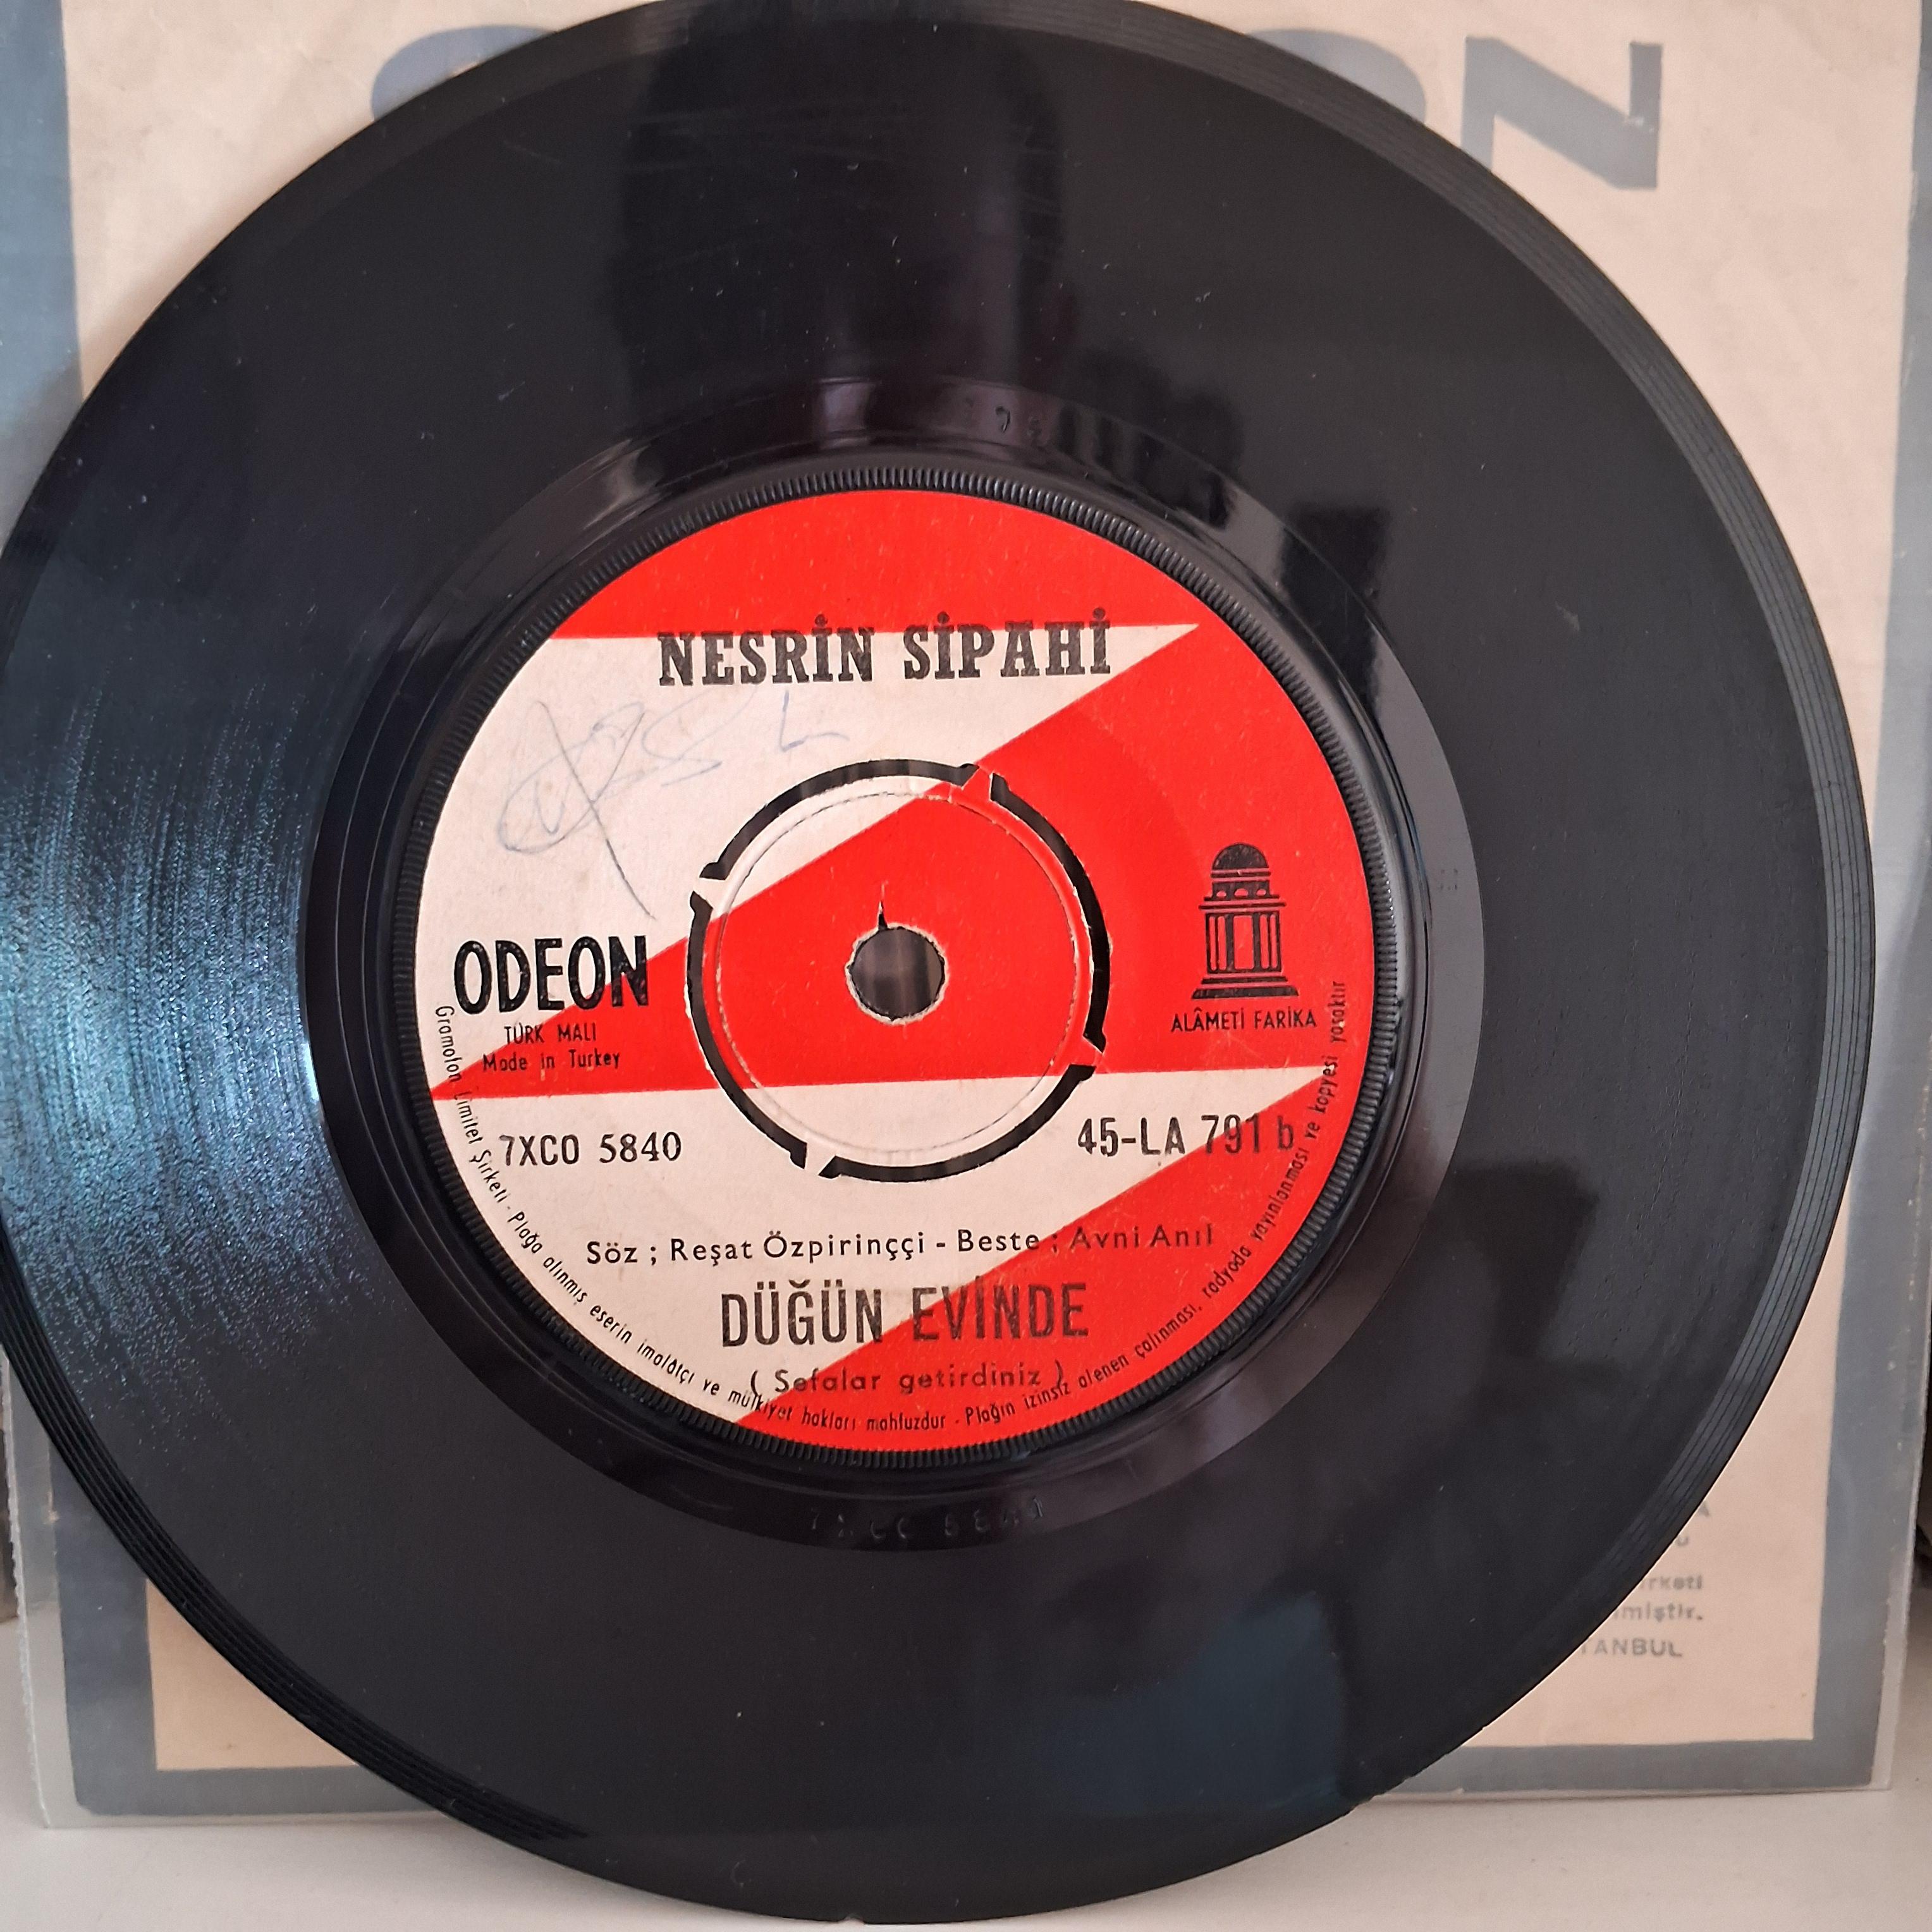 NESRİN SİPAHİ
ODEON
TÜRK MALI
Made in Turkey
ALÂMETİ FARİKA
7XCO 5840
45-LA 791 b
Söz ; Reşat Özpirinççi - Beste ; Avni Anıl
DÜĞÜN EVİNDE
( Sefalar getirdiniz )
Gramofon Limitet Şirketi - Plağa alınmış eserin imalâtçı ve mülkiyet hakları mahfuzdur - Plağın izinsiz alenen çalınması, radyoda yayınlanması ve kopyesi yasaktır